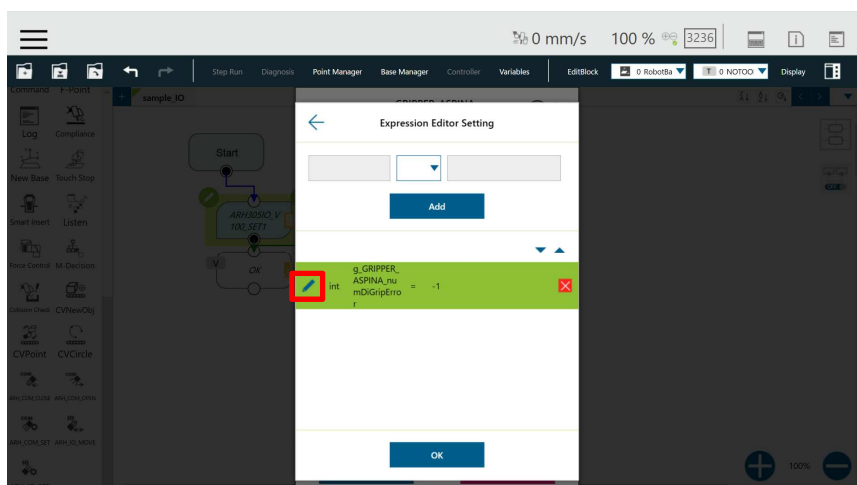 0 mm/s 100 % 3236
Step Run Diagnosis Point Manager Base Manager Controller Variables EditBlock 0 RobotBa T 0 NOTOO Display
Command F-Point
+ sample_IO
GRIPPER_ASPINA
Expression Editor Setting
Log Compliance
Start
New Base Touch Stop
Add
Smart Insert Listen
ARH305IO_V
100_SET1
Force Control M-Decision
V OK
g_GRIPPER_
int ASPINA_nu = -1
mDiGripErro
r
Collision Check CVNewObj
CVPoint CVCircle
ARH_COM_CLOSE ARH_COM_OPEN
ARH_COM_SET ARH_IO_MOVE
OK
100%